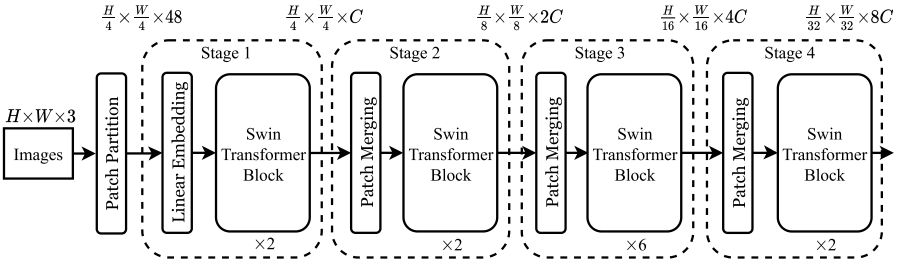 H/4 × W/4 × 48
H/4 × W/4 × C
H/8 × W/8 × 2C
H/16 × W/16 × 4C
H/32 × W/32 × 8C
Stage 1
Stage 2
Stage 3
Stage 4
H×W×3
Images
Patch Partition
Linear Embedding
Swin
Transformer
Block
×2
Patch Merging
Swin
Transformer
Block
×2
Patch Merging
Swin
Transformer
Block
×6
Patch Merging
Swin
Transformer
Block
×2